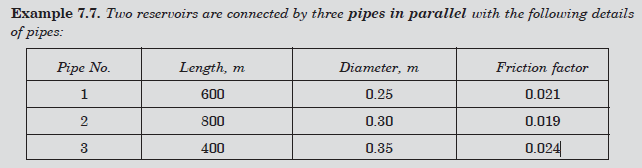 Example 7.7. Two reservoirs are connected by three pipes in parallel with the following details
of pipes:
Pipe No. Length, m Diameter, m Friction factor
1 600 0.25 0.021
2 800 0.30 0.019
3 400 0.35 0.024